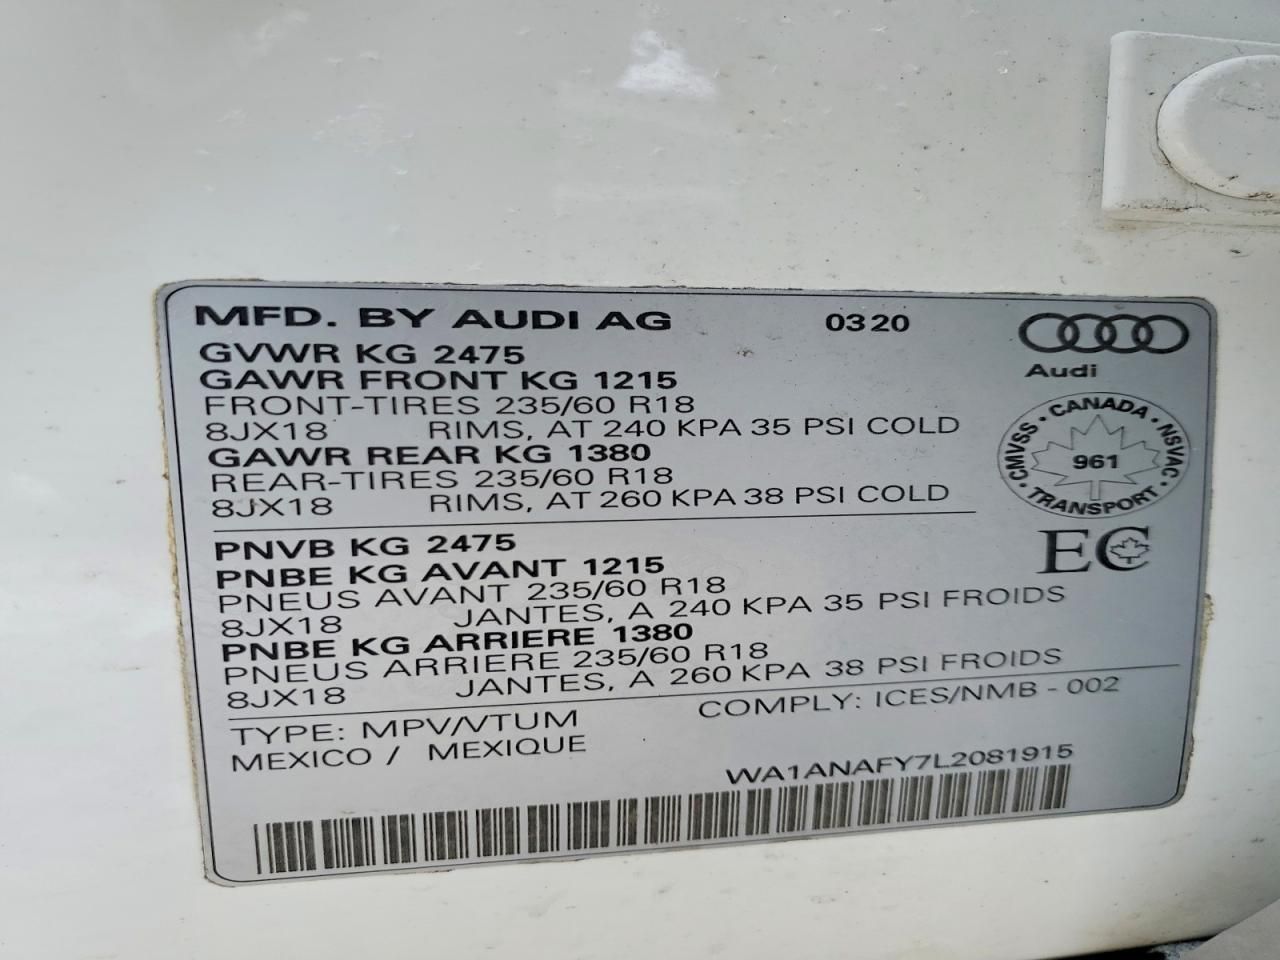 MFD. BY AUDI AG 0320
GVWR KG 2475
GAWR FRONT KG 1215
FRONT-TIRES 235/60 R18
8JX18 RIMS, AT 240 KPA 35 PSI COLD
GAWR REAR KG 1380
REAR-TIRES 235/60 R18
8JX18 RIMS, AT 260 KPA 38 PSI COLD
Audi
CMVSS · CANADA · NSVAC · TRANSPORT ·
961
EC
PNVB KG 2475
PNBE KG AVANT 1215
PNEUS AVANT 235/60 R18
8JX18 JANTES, A 240 KPA 35 PSI FROIDS
PNBE KG ARRIERE 1380
PNEUS ARRIERE 235/60 R18
8JX18 JANTES, A 260 KPA 38 PSI FROIDS
TYPE: MPV/VTUM COMPLY: ICES/NMB - 002
MEXICO / MEXIQUE
WA1ANAFY7L2081915